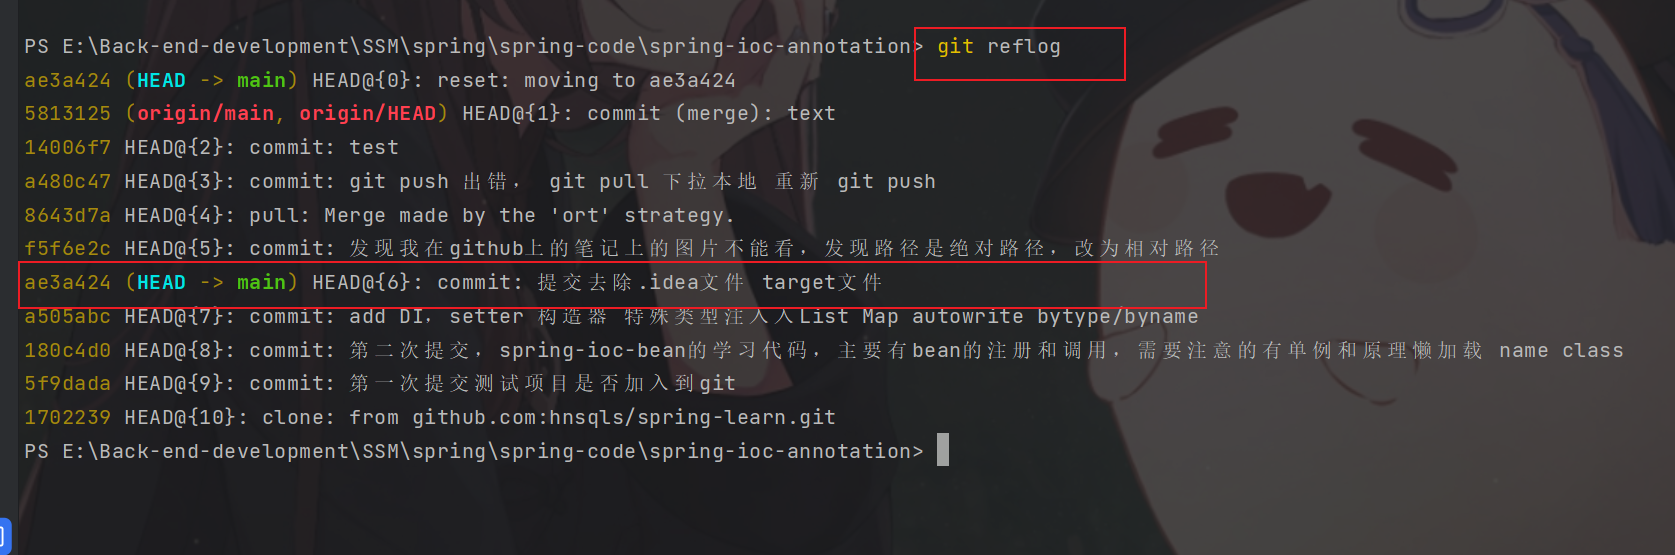 PS E:\Back-end-development\SSM\spring\spring-code\spring-ioc-annotation> git reflog
ae3a424 (HEAD -> main) HEAD@{0}: reset: moving to ae3a424
5813125 (origin/main, origin/HEAD) HEAD@{1}: commit (merge): text
14006f7 HEAD@{2}: commit: test
a480c47 HEAD@{3}: commit: git push 出错， git pull 下拉本地 重新 git push
8643d7a HEAD@{4}: pull: Merge made by the 'ort' strategy.
f5f6e2c HEAD@{5}: commit: 发现我在github上的笔记上的图片不能看，发现路径是绝对路径，改为相对路径
ae3a424 (HEAD -> main) HEAD@{6}: commit: 提交去除.idea文件 target文件
a505abc HEAD@{7}: commit: add DI，setter 构造器 特殊类型注入入List Map autowrite bytype/byname
180c4d0 HEAD@{8}: commit: 第二次提交，spring-ioc-bean的学习代码，主要有bean的注册和调用，需要注意的有单例和原理懒加载 name class
5f9dada HEAD@{9}: commit: 第一次提交测试项目是否加入到git
1702239 HEAD@{10}: clone: from github.com:hnsqls/spring-learn.git
PS E:\Back-end-development\SSM\spring\spring-code\spring-ioc-annotation>